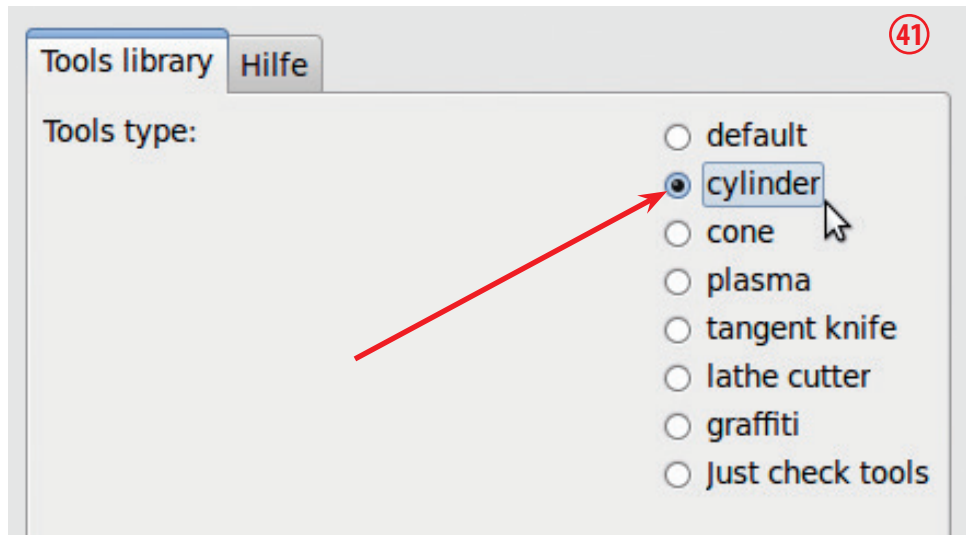 41
Tools library Hilfe
Tools type:
default
cylinder
cone
plasma
tangent knife
lathe cutter
graffiti
Just check tools